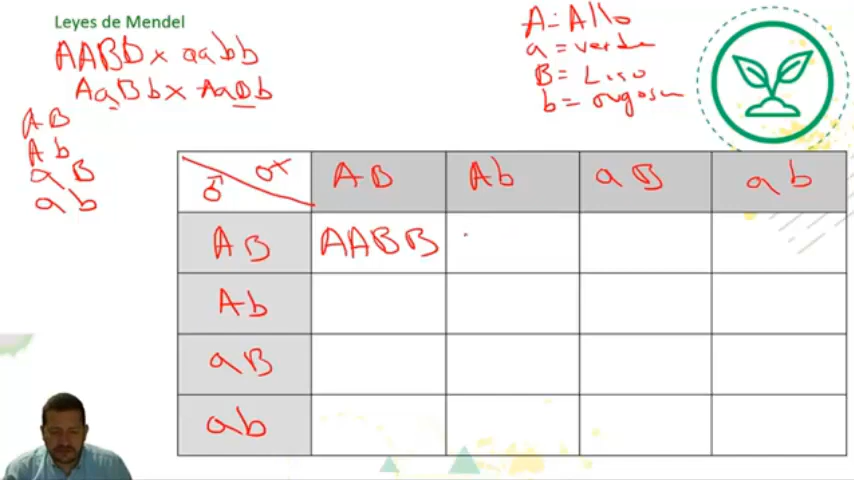 Leyes de Mendel
AABb x aabb
AaBb x AaBb
AB
Ab
aB
ab
A = Allo
a = verde
B = Liso
b = rugosa
♂ ♀ AB Ab aB ab
AB AABB
Ab
aB
ab